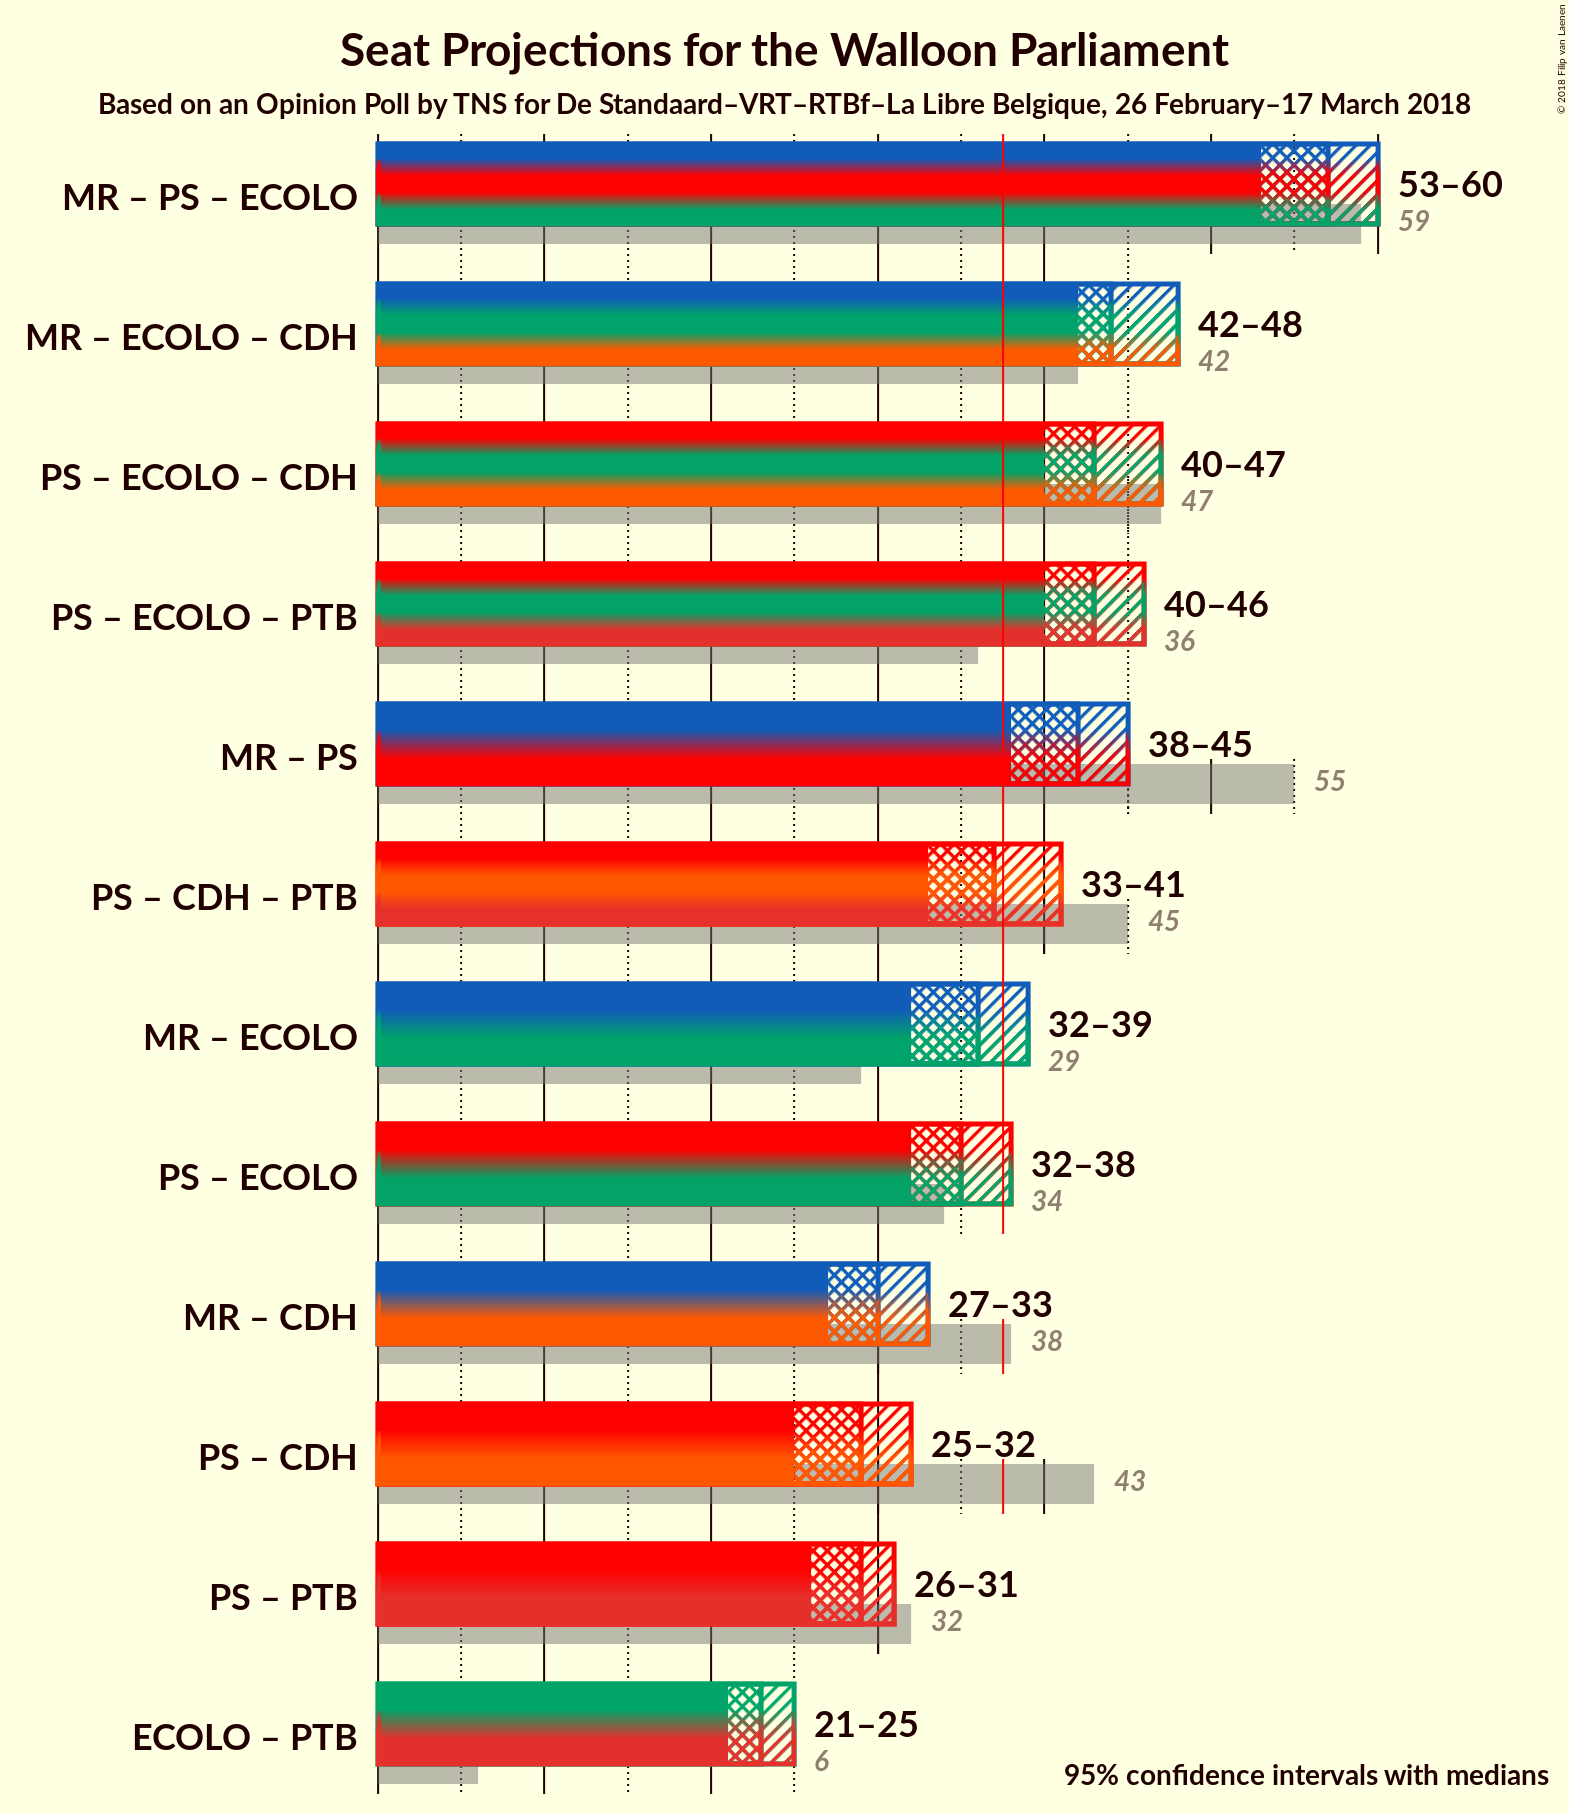 Seat Projections for the Walloon Parliament
Based on an Opinion Poll by TNS for De Standaard–VRT–RTBf–La Libre Belgique, 26 February–17 March 2018
© 2018 Filip van Laenen
MR – PS – ECOLO
53–60
59
MR – ECOLO – CDH
42–48
42
PS – ECOLO – CDH
40–47
47
PS – ECOLO – PTB
40–46
36
MR – PS
38–45
55
PS – CDH – PTB
33–41
45
MR – ECOLO
32–39
29
PS – ECOLO
32–38
34
MR – CDH
27–33
38
PS – CDH
25–32
43
PS – PTB
26–31
32
ECOLO – PTB
21–25
6
95% confidence intervals with medians